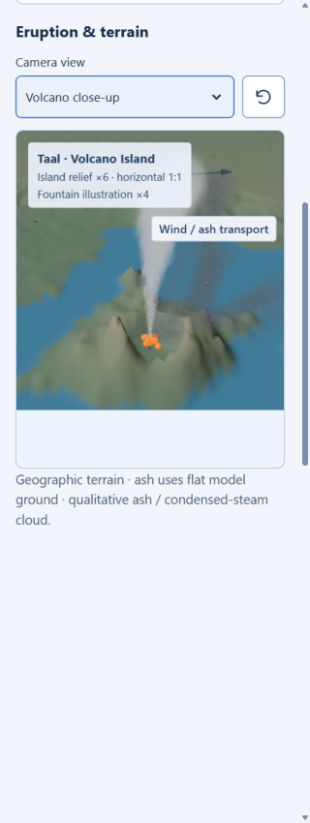 Eruption & terrain
Camera view
Volcano close-up
Taal · Volcano Island
Island relief ×6 · horizontal 1:1
Fountain illustration ×4
Wind / ash transport
Geographic terrain · ash uses flat model
ground · qualitative ash / condensed-steam
cloud.